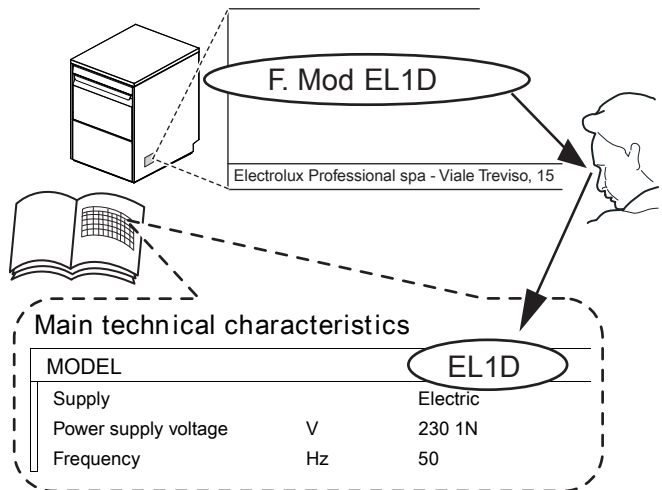 F. Mod EL1D
Electrolux Professional spa - Viale Treviso, 15
Main technical characteristics
MODEL EL1D
Supply Electric
Power supply voltage V 230 1N
Frequency Hz 50